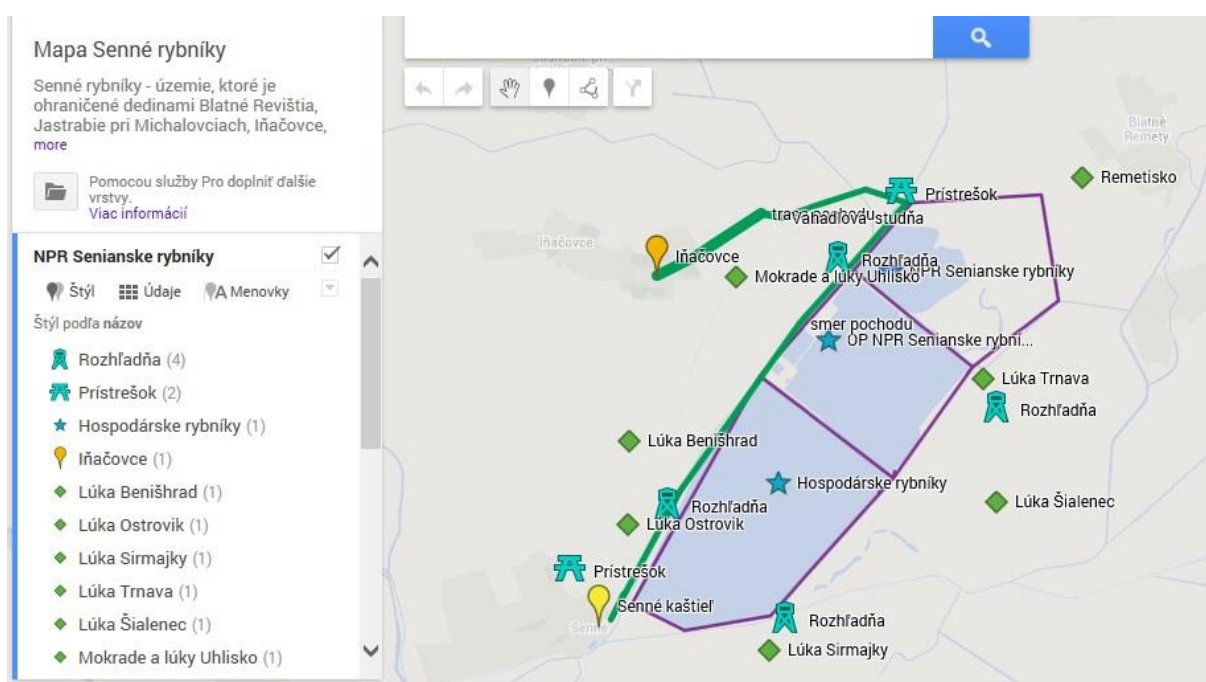 Mapa Senné rybníky
Senné rybníky - územie, ktoré je
ohraničené dedinami Blatné Revištia,
Jastrabie pri Michalovciach, Iňačovce,
more
Pomocou služby Pro doplniť ďalšie
vrstvy.
Viac informácií
NPR Senianske rybníky
Štýl Údaje Menovky
Štýl podľa názov
Rozhľadňa (4)
Prístrešok (2)
Hospodárske rybníky (1)
Iňačovce (1)
Lúka Benišhrad (1)
Lúka Ostrovik (1)
Lúka Sirmajky (1)
Lúka Trnava (1)
Lúka Šialenec (1)
Mokrade a lúky Uhlisko (1)
Blatné
Remety
Remetisko
Prístrešok
Vanadiová studňa
Iňačovce
Iňačovce
Rozhľadňa
NPR Senianske rybníky
Mokrade a lúky Uhlisko
smer pochodu
OP NPR Senianske rybní...
Lúka Trnava
Rozhľadňa
Lúka Benišhrad
Hospodárske rybníky
Lúka Šialenec
Rozhľadňa
Lúka Ostrovik
Prístrešok
Senné kaštieľ
Senné
Rozhľadňa
Lúka Sirmajky